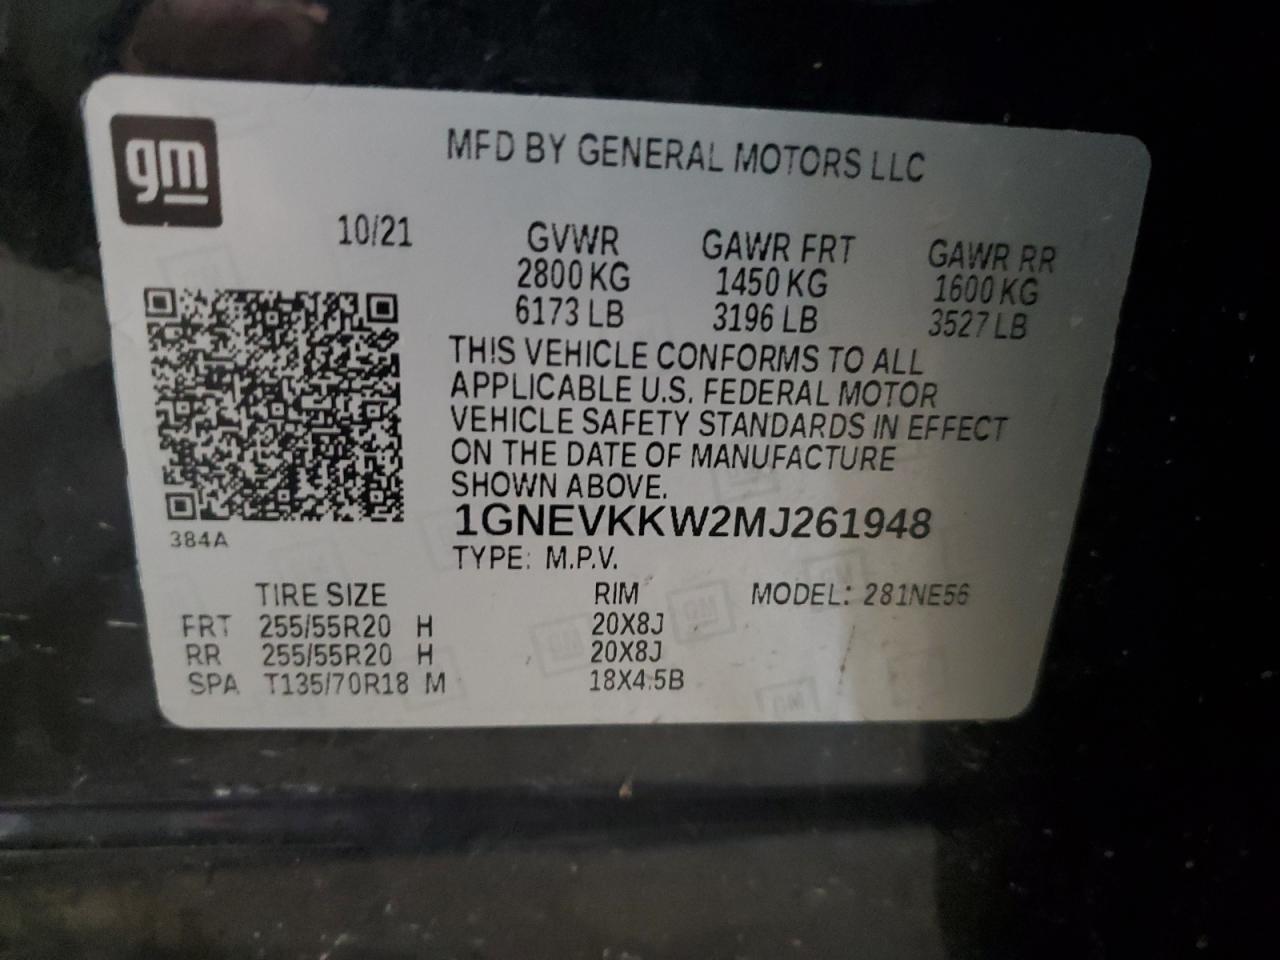 gm
MFD BY GENERAL MOTORS LLC
10/21
GVWR GAWR FRT GAWR RR
2800 KG 1450 KG 1600 KG
6173 LB 3196 LB 3527 LB
THIS VEHICLE CONFORMS TO ALL
APPLICABLE U.S. FEDERAL MOTOR
VEHICLE SAFETY STANDARDS IN EFFECT
ON THE DATE OF MANUFACTURE
SHOWN ABOVE.
384A
1GNEVKKW2MJ261948
TYPE: M.P.V.
TIRE SIZE RIM MODEL: 281NE56
FRT 255/55R20 H 20X8J
RR 255/55R20 H 20X8J
SPA T135/70R18 M 18X4.5B